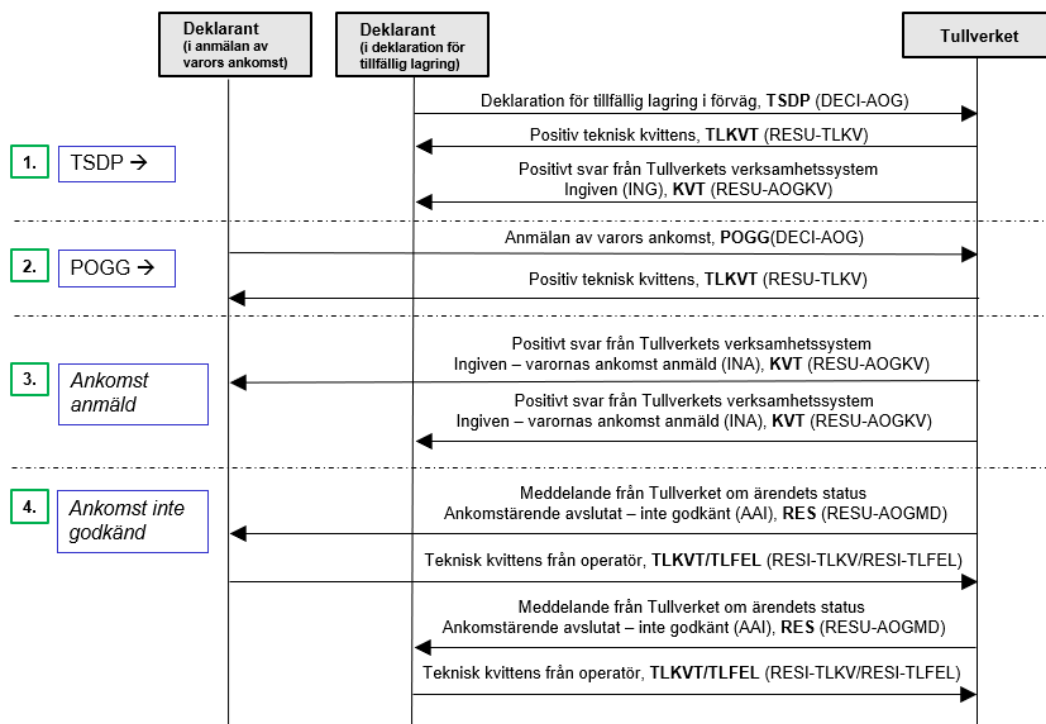 Deklarant
(i anmälan av
varors ankomst)
Deklarant
(i deklaration för
tillfällig lagring)
Tullverket
Deklaration för tillfällig lagring i förväg, TSDP (DECI-AOG)
Positiv teknisk kvittens, TLKVT (RESU-TLKV)
1.
TSDP →
Positivt svar från Tullverkets verksamhetssystem
Ingiven (ING), KVT (RESU-AOGKV)
Anmälan av varors ankomst, POGG(DECI-AOG)
2.
POGG →
Positiv teknisk kvittens, TLKVT (RESU-TLKV)
Positivt svar från Tullverkets verksamhetssystem
Ingiven – varornas ankomst anmäld (INA), KVT (RESU-AOGKV)
3.
Ankomst
anmäld
Positivt svar från Tullverkets verksamhetssystem
Ingiven – varornas ankomst anmäld (INA), KVT (RESU-AOGKV)
4.
Ankomst inte
godkänd
Meddelande från Tullverket om ärendets status
Ankomstärende avslutat – inte godkänt (AAI), RES (RESU-AOGMD)
Teknisk kvittens från operatör, TLKVT/TLFEL (RESI-TLKV/RESI-TLFEL)
Meddelande från Tullverket om ärendets status
Ankomstärende avslutat – inte godkänt (AAI), RES (RESU-AOGMD)
Teknisk kvittens från operatör, TLKVT/TLFEL (RESI-TLKV/RESI-TLFEL)